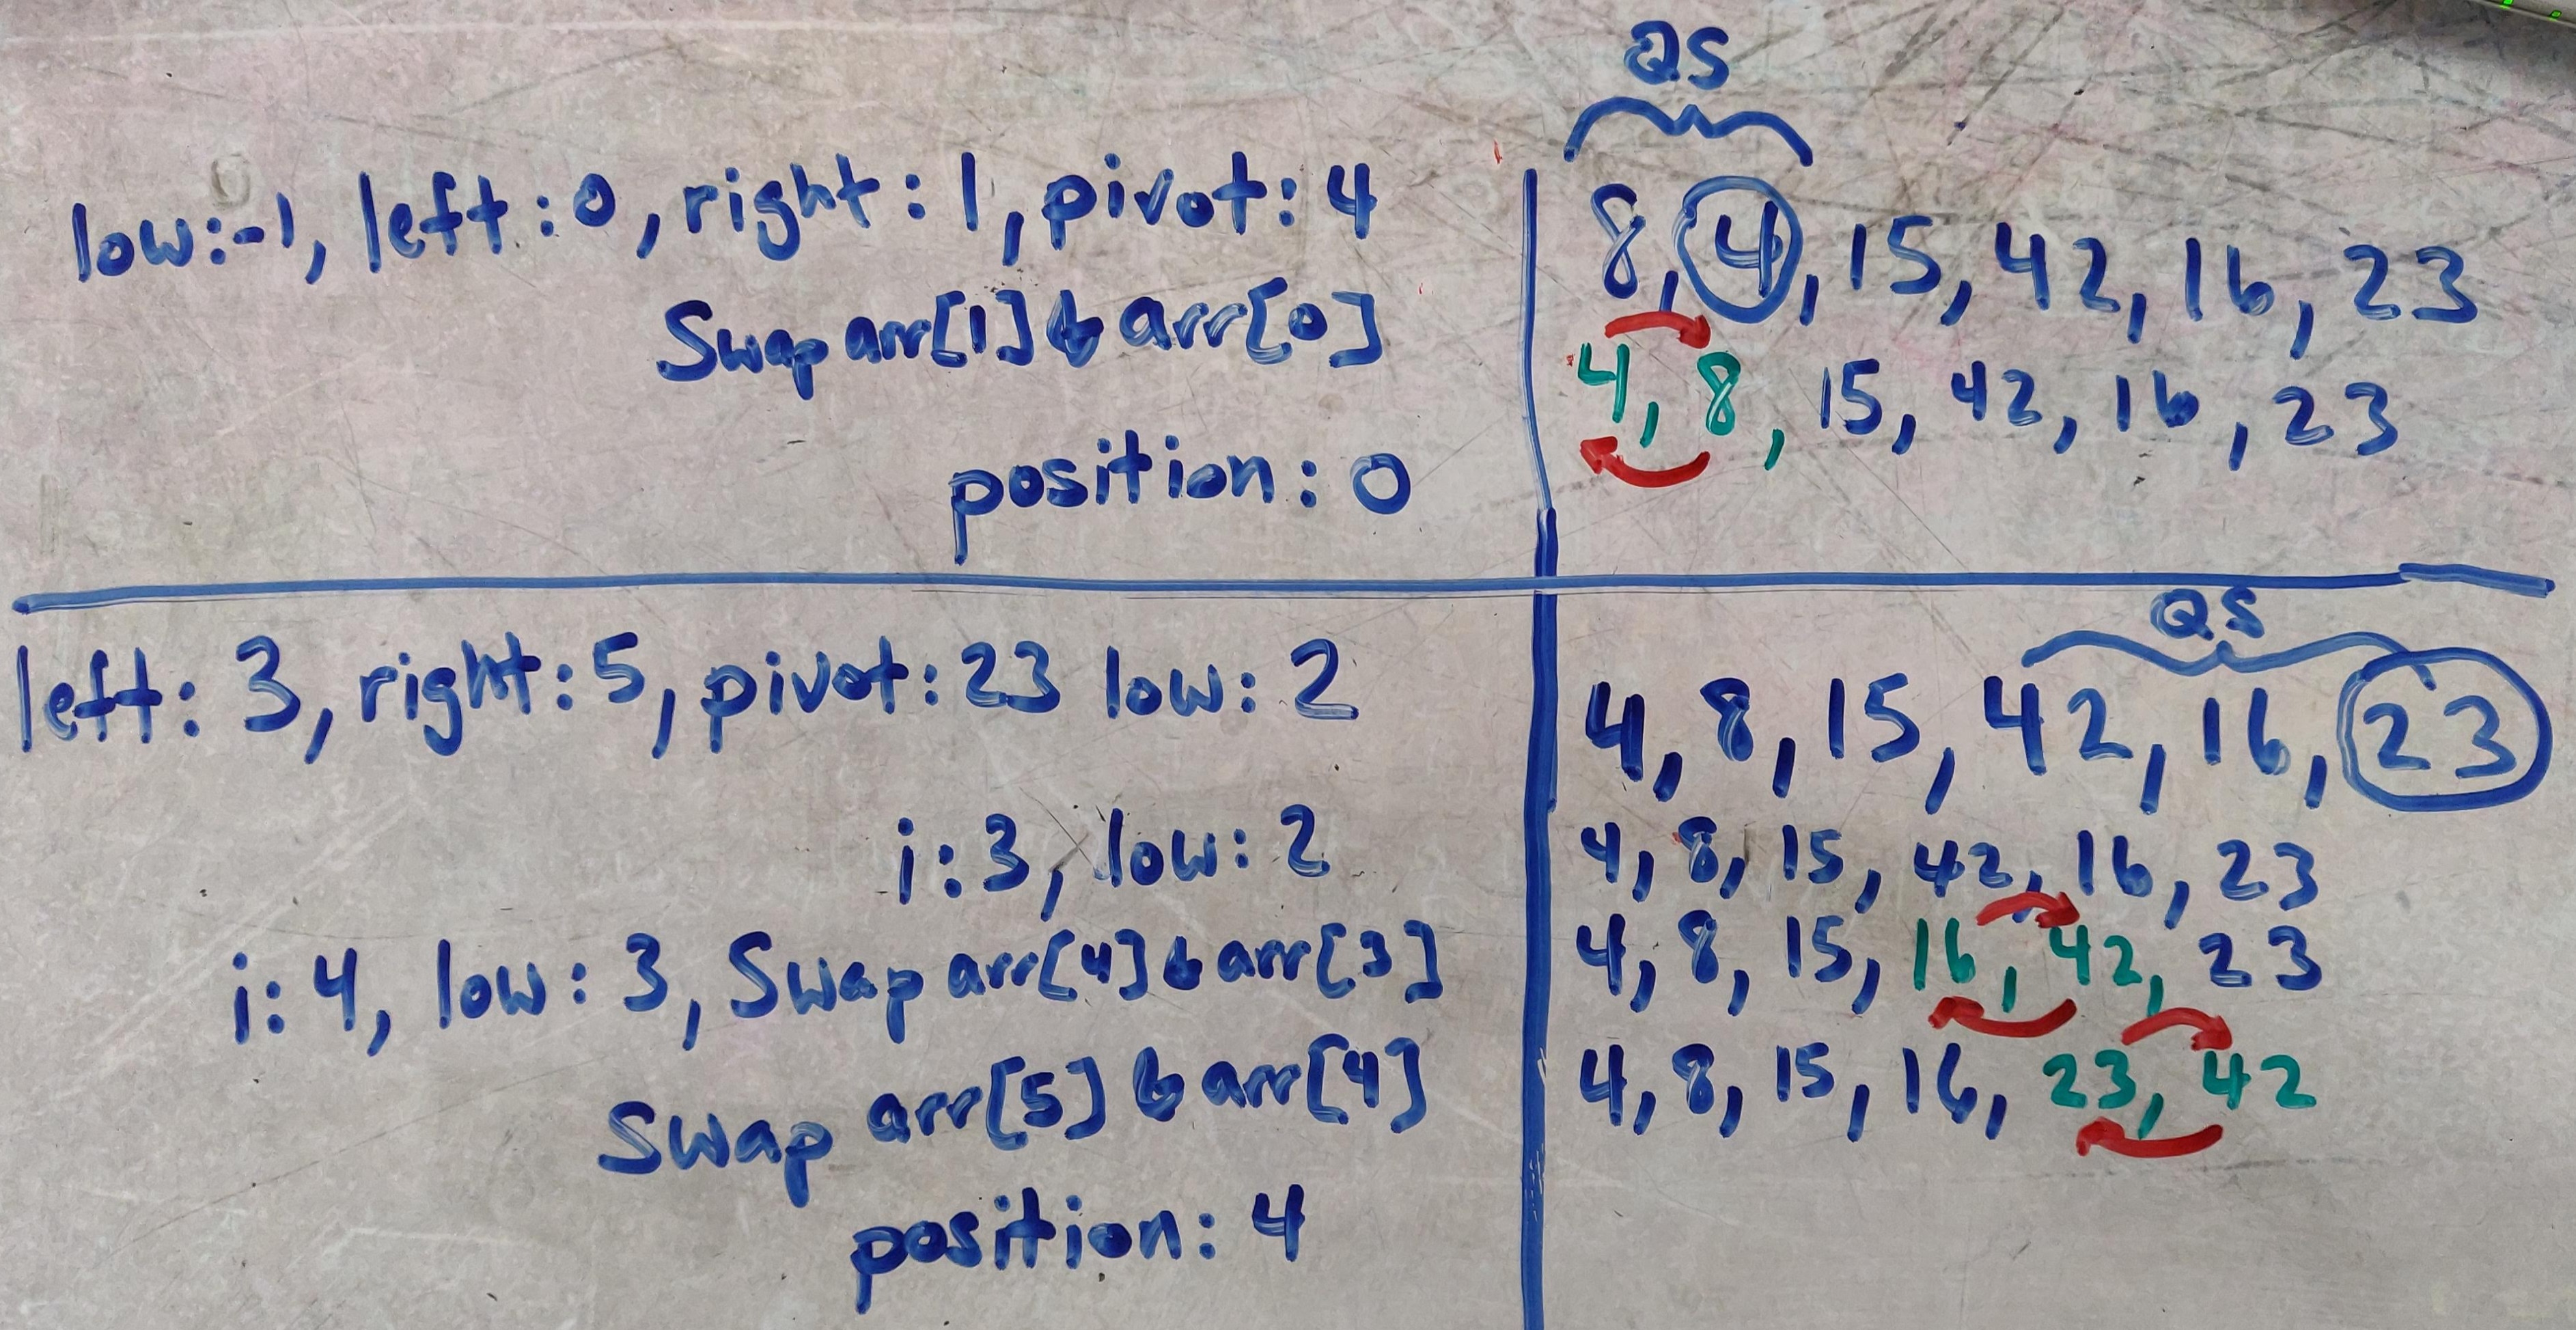 QS
low:-1, left:0, right:1, pivot:4
8, 4, 15, 42, 16, 23
Swap arr[1] & arr[0]
4, 8, 15, 42, 16, 23
position: 0
QS
left: 3, right:5, pivot:23 low: 2
4, 8, 15, 42, 16, 23
i:3, low: 2
4, 8, 15, 42, 16, 23
i: 4, low: 3, Swap arr[4] & arr[3]
4, 8, 15, 16, 42, 23
Swap arr[5] & arr[4]
4, 8, 15, 16, 23, 42
position: 4